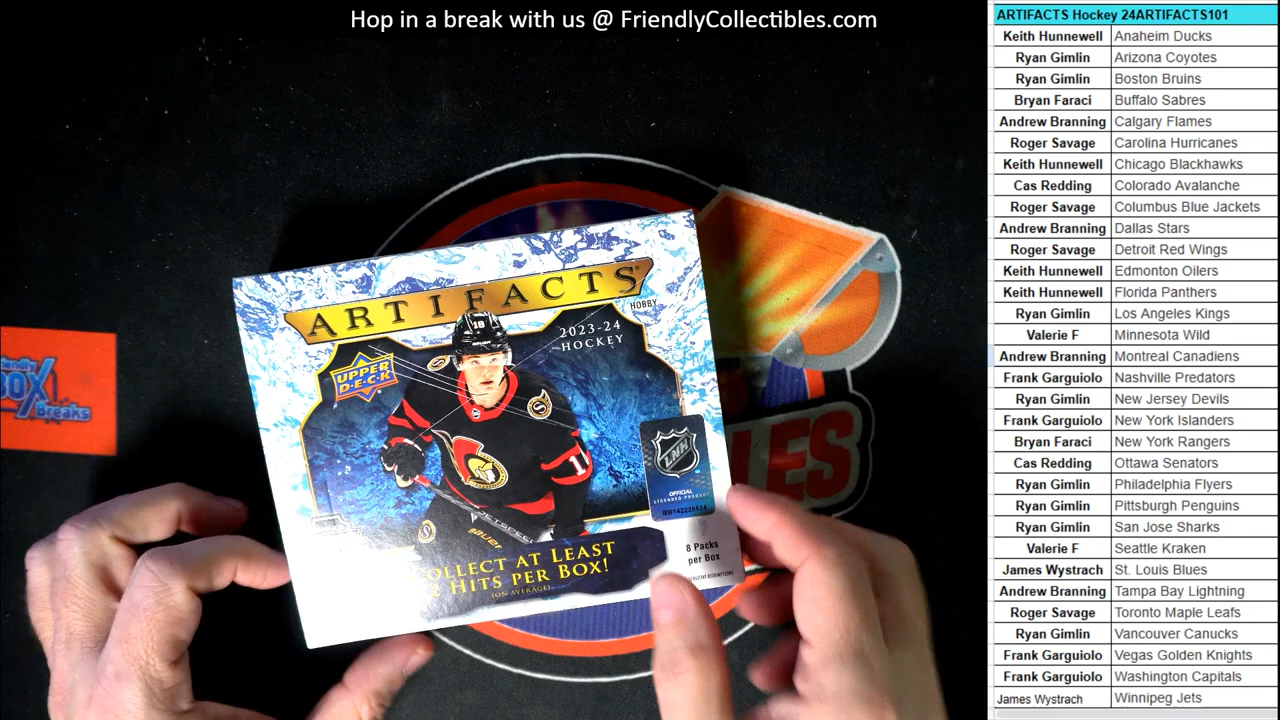 Hop in a break with us @ FriendlyCollectibles.com
ARTIFACTS Hockey 24ARTIFACTS101
Keith Hunnewell Anaheim Ducks
Ryan Gimlin Arizona Coyotes
Ryan Gimlin Boston Bruins
Bryan Faraci Buffalo Sabres
Andrew Branning Calgary Flames
Roger Savage Carolina Hurricanes
Keith Hunnewell Chicago Blackhawks
Cas Redding Colorado Avalanche
Roger Savage Columbus Blue Jackets
Andrew Branning Dallas Stars
Roger Savage Detroit Red Wings
Keith Hunnewell Edmonton Oilers
Keith Hunnewell Florida Panthers
Ryan Gimlin Los Angeles Kings
Valerie F Minnesota Wild
Andrew Branning Montreal Canadiens
Frank Garguiolo Nashville Predators
Ryan Gimlin New Jersey Devils
Frank Garguiolo New York Islanders
Bryan Faraci New York Rangers
Cas Redding Ottawa Senators
Ryan Gimlin Philadelphia Flyers
Ryan Gimlin Pittsburgh Penguins
Ryan Gimlin San Jose Sharks
Valerie F Seattle Kraken
James Wystrach St. Louis Blues
Andrew Branning Tampa Bay Lightning
Roger Savage Toronto Maple Leafs
Ryan Gimlin Vancouver Canucks
Frank Garguiolo Vegas Golden Knights
Frank Garguiolo Washington Capitals
James Wystrach Winnipeg Jets
ARTIFACTS
HOBBY
2023-24
HOCKEY
UPPER
DECK
18
LNH
OFFICIAL
LICENSED PRODUCT
BB142228524
8 Packs
per Box
OLLECT AT LEAST
HITS PER BOX!
(ON AVERAGE)
BAUER
iendly
BOX
Breaks
LES